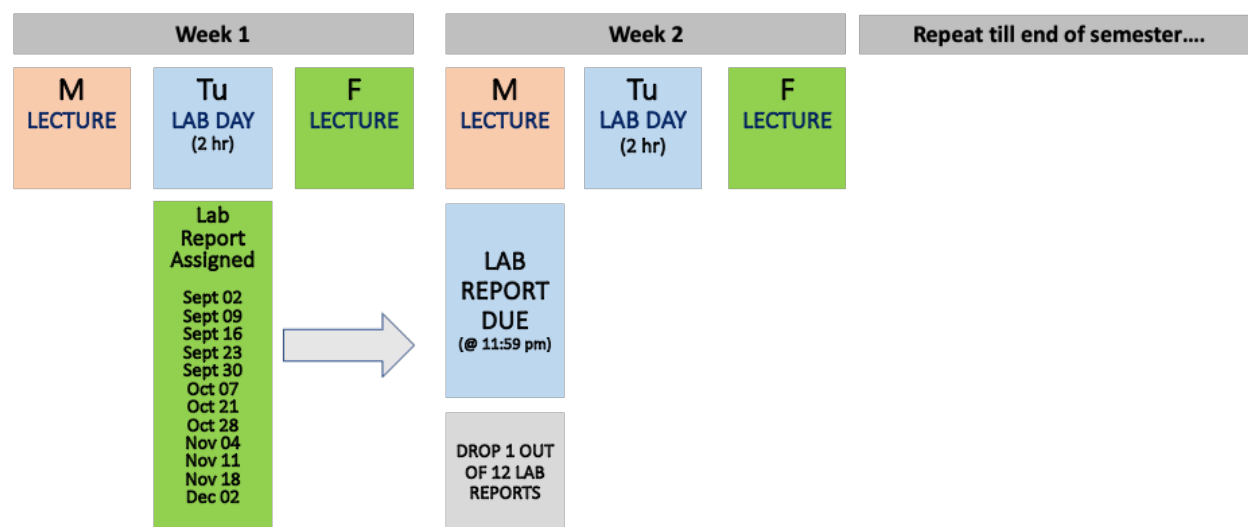 Week 1
Week 2
Repeat till end of semester....
M
LECTURE
Tu
LAB DAY
(2 hr)
F
LECTURE
M
LECTURE
Tu
LAB DAY
(2 hr)
F
LECTURE
Lab
Report
Assigned
Sept 02
Sept 09
Sept 16
Sept 23
Sept 30
Oct 07
Oct 21
Oct 28
Nov 04
Nov 11
Nov 18
Dec 02
LAB
REPORT
DUE
(@ 11:59 pm)
DROP 1 OUT
OF 12 LAB
REPORTS